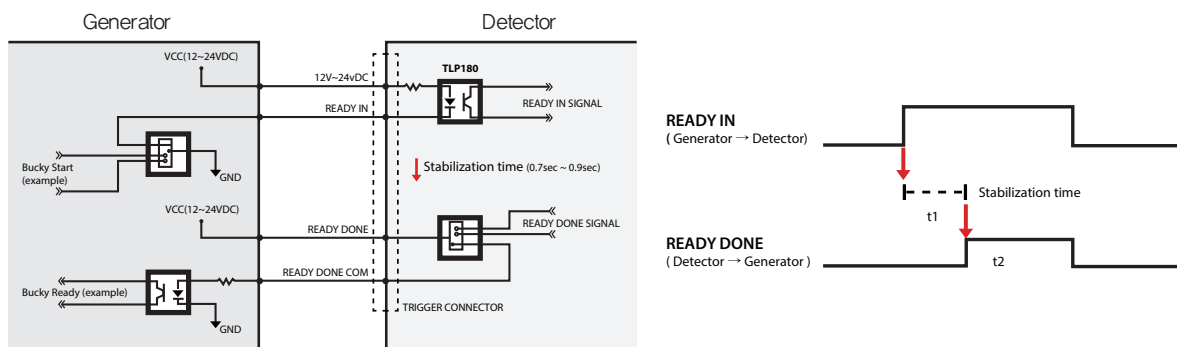 Generator
Detector
VCC(12~24VDC)
12V~24vDC
TLP180
READY IN
READY IN SIGNAL
Bucky Start
(example)
GND
Stabilization time (0.7sec ~ 0.9sec)
VCC(12~24VDC)
READY DONE
READY DONE SIGNAL
READY DONE COM
Bucky Ready (example)
GND
TRIGGER CONNECTOR
READY IN
( Generator → Detector)
Stabilization time
t1
READY DONE
( Detector → Generator )
t2